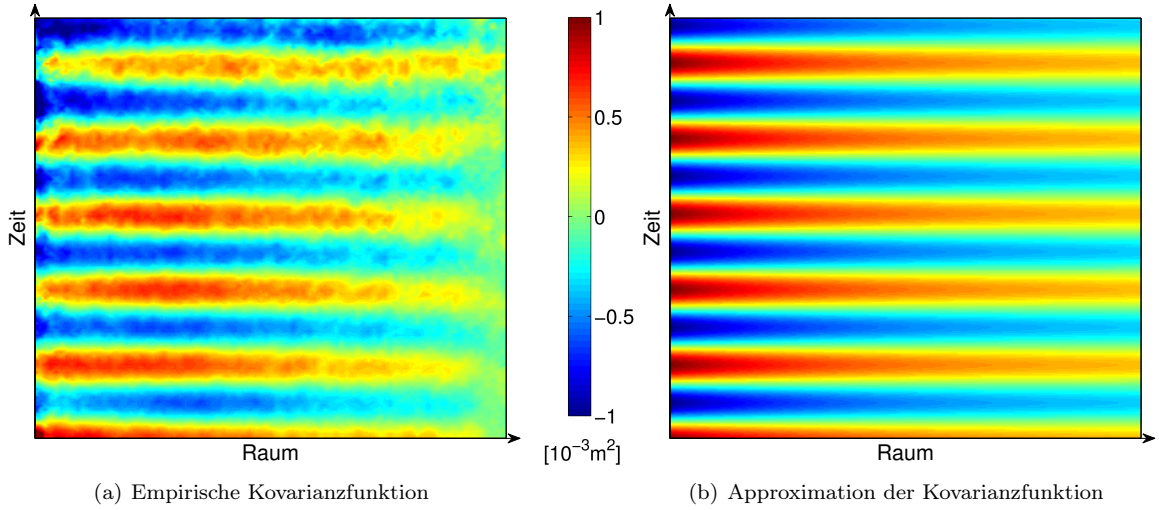 Zeit
Raum
1
0.5
0
−0.5
−1
[10⁻³m²]
Zeit
Raum
(a) Empirische Kovarianzfunktion
(b) Approximation der Kovarianzfunktion